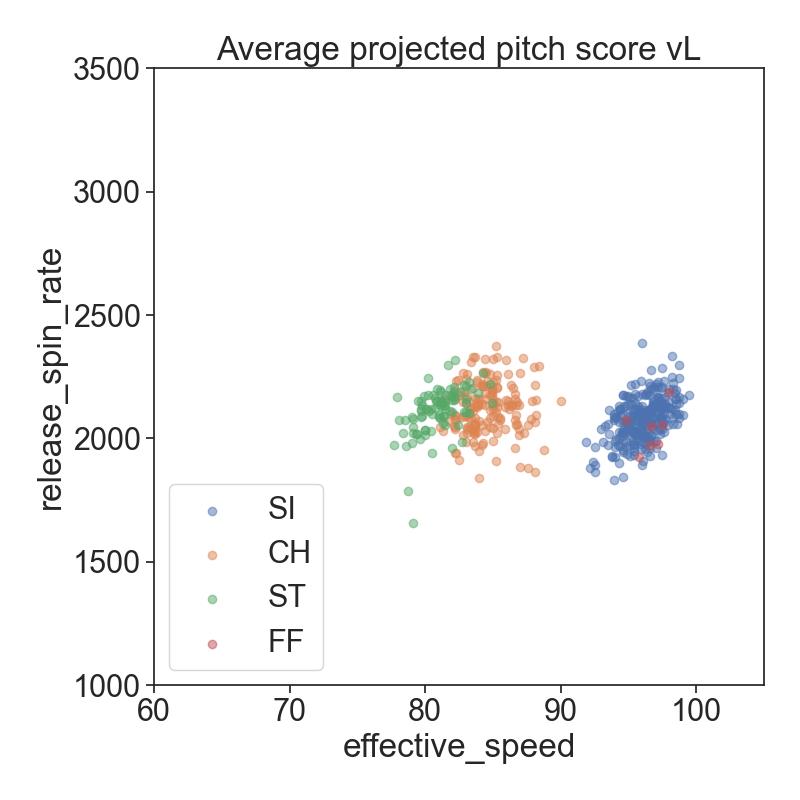 Average projected pitch score vL
3500
3000
2500
2000
1500
1000
release_spin_rate
SI
CH
ST
FF
60 70 80 90 100
effective_speed